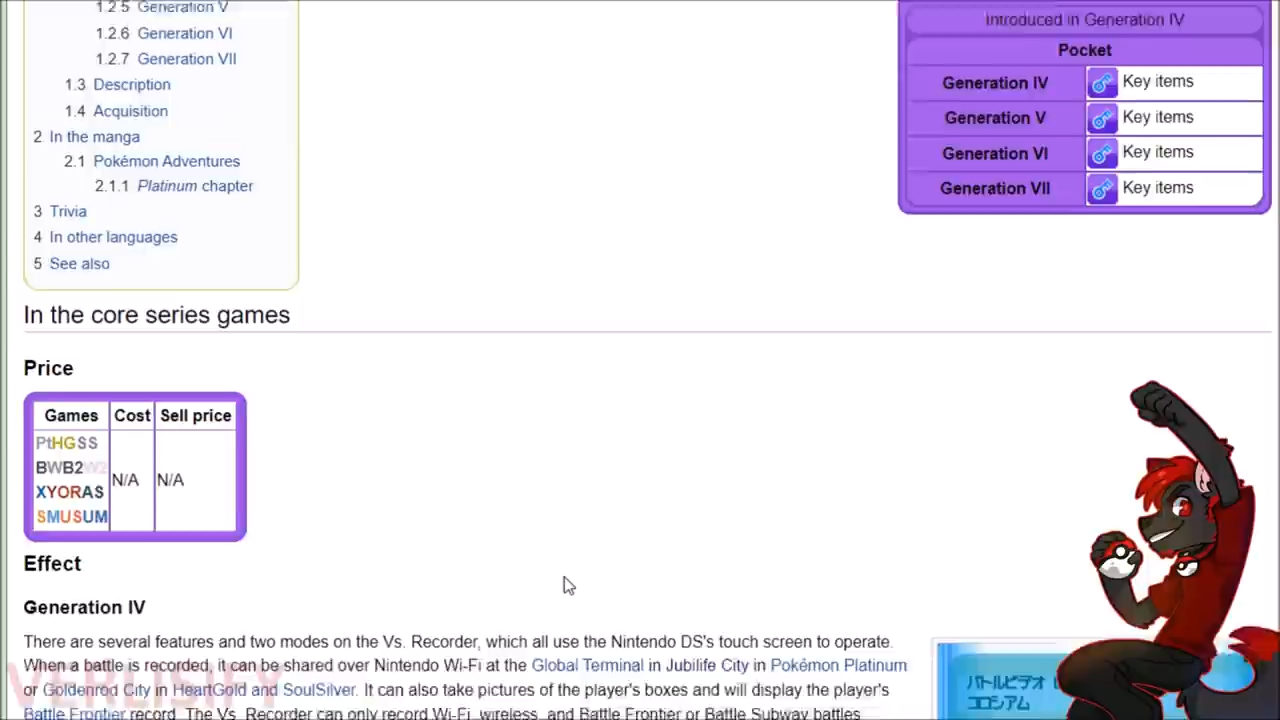 1.2.5 Generation V
1.2.6 Generation VI
1.2.7 Generation VII
1.3 Description
1.4 Acquisition
2 In the manga
2.1 Pokémon Adventures
2.1.1 Platinum chapter
3 Trivia
4 In other languages
5 See also
Introduced in Generation IV
Pocket
Generation IV Key items
Generation V Key items
Generation VI Key items
Generation VII Key items
In the core series games
Price
Games Cost Sell price
PtHGSS
BWB2W2
XYORAS
SMUSUM
N/A N/A
Effect
Generation IV
There are several features and two modes on the Vs. Recorder, which all use the Nintendo DS's touch screen to operate.
When a battle is recorded, it can be shared over Nintendo Wi-Fi at the Global Terminal in Jubilife City in Pokémon Platinum
or Goldenrod City in HeartGold and SoulSilver. It can also take pictures of the player's boxes and will display the player's
Battle Frontier record. The Vs. Recorder can only record Wi-Fi, wireless, and Battle Frontier or Battle Subway battles
VERLISIFY
バトルビデオ
コロシアム